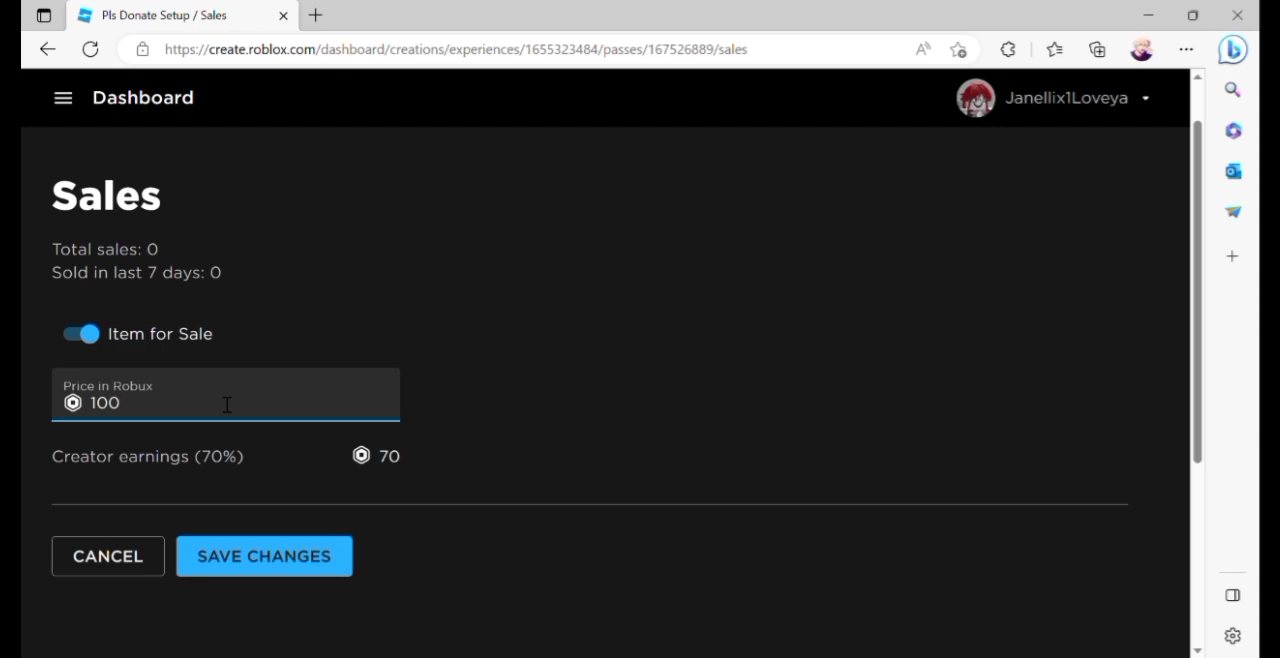 Pls Donate Setup / Sales
https://create.roblox.com/dashboard/creations/experiences/1655323484/passes/167526889/sales
Dashboard
Janellix1Loveya
Sales
Total sales: 0
Sold in last 7 days: 0
Item for Sale
Price in Robux
100
Creator earnings (70%) 70
CANCEL SAVE CHANGES